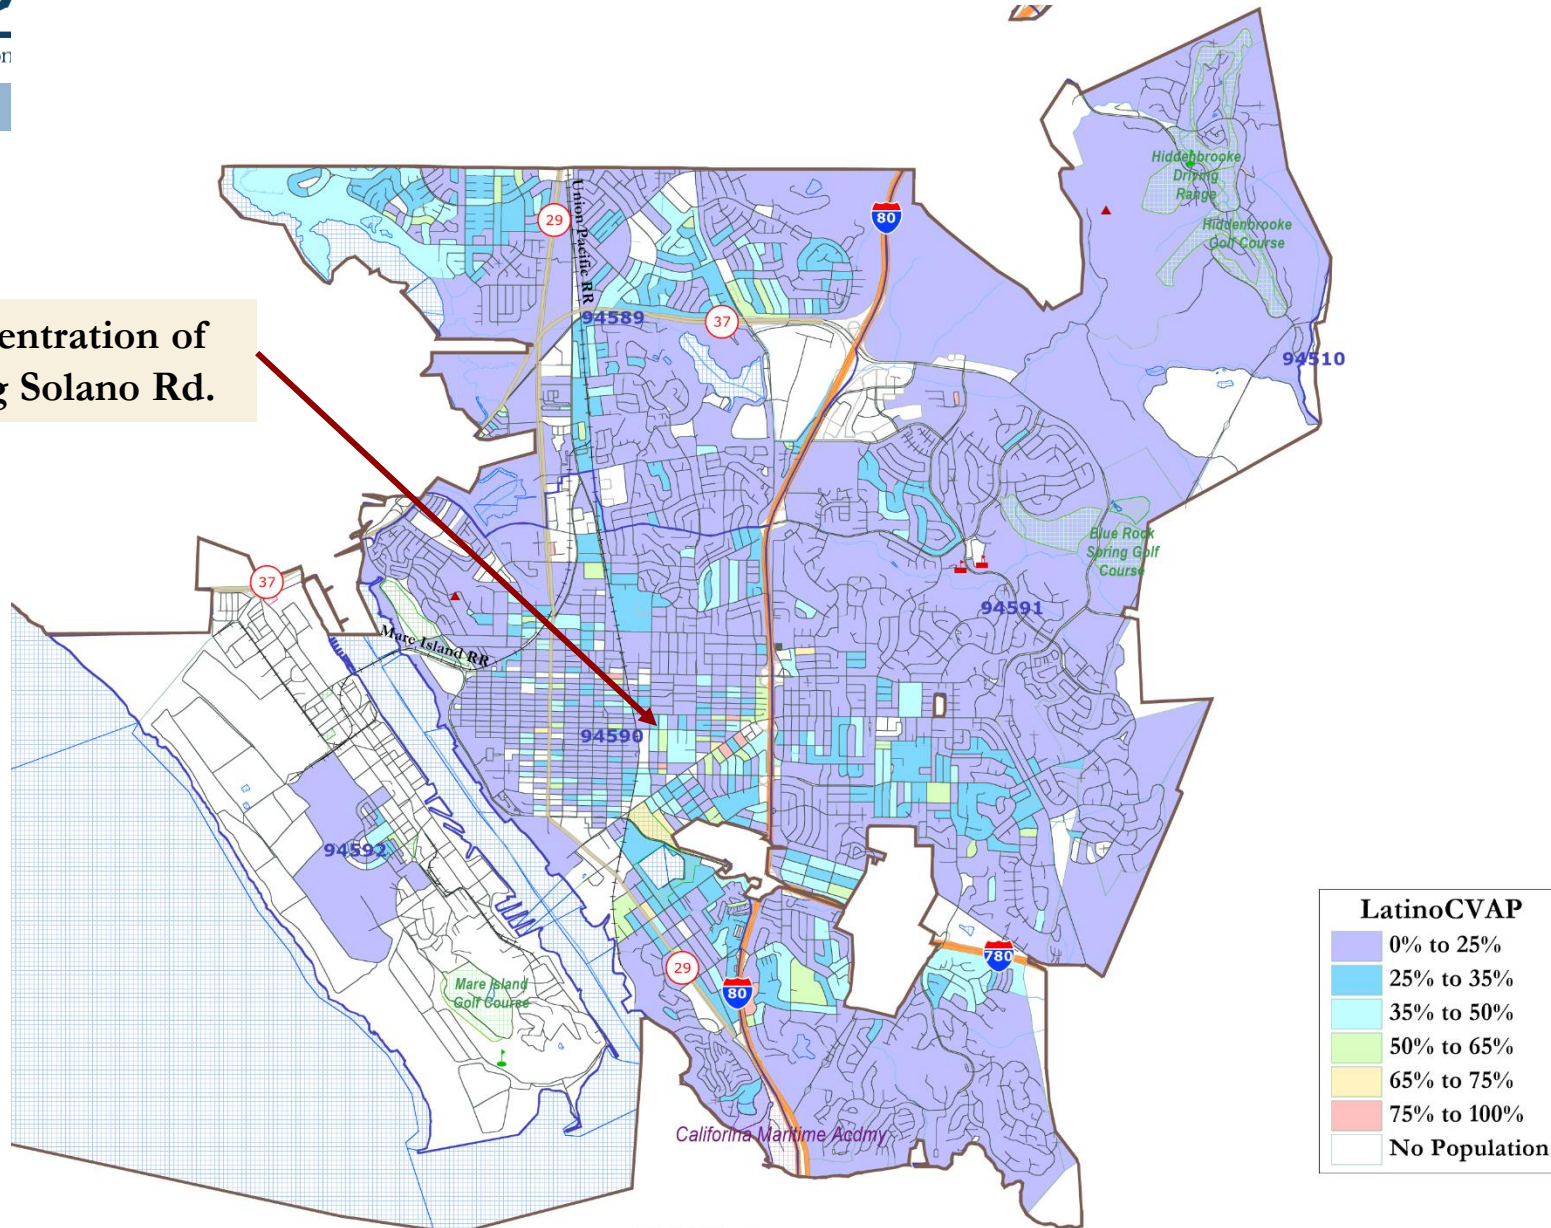 Hiddenbrooke
Driving
Range
Hiddenbrooke
Golf Course
29
Union Pacific RR
80
94589
37
94510
entration of
g Solano Rd.
Blue Rock
Spring Golf
Course
37
94591
Mare Island RR
94590
94592
Mare Island
Golf Course
29
80
780
Califorina Maritime Acdmy
LatinoCVAP
0% to 25%
25% to 35%
35% to 50%
50% to 65%
65% to 75%
75% to 100%
No Population